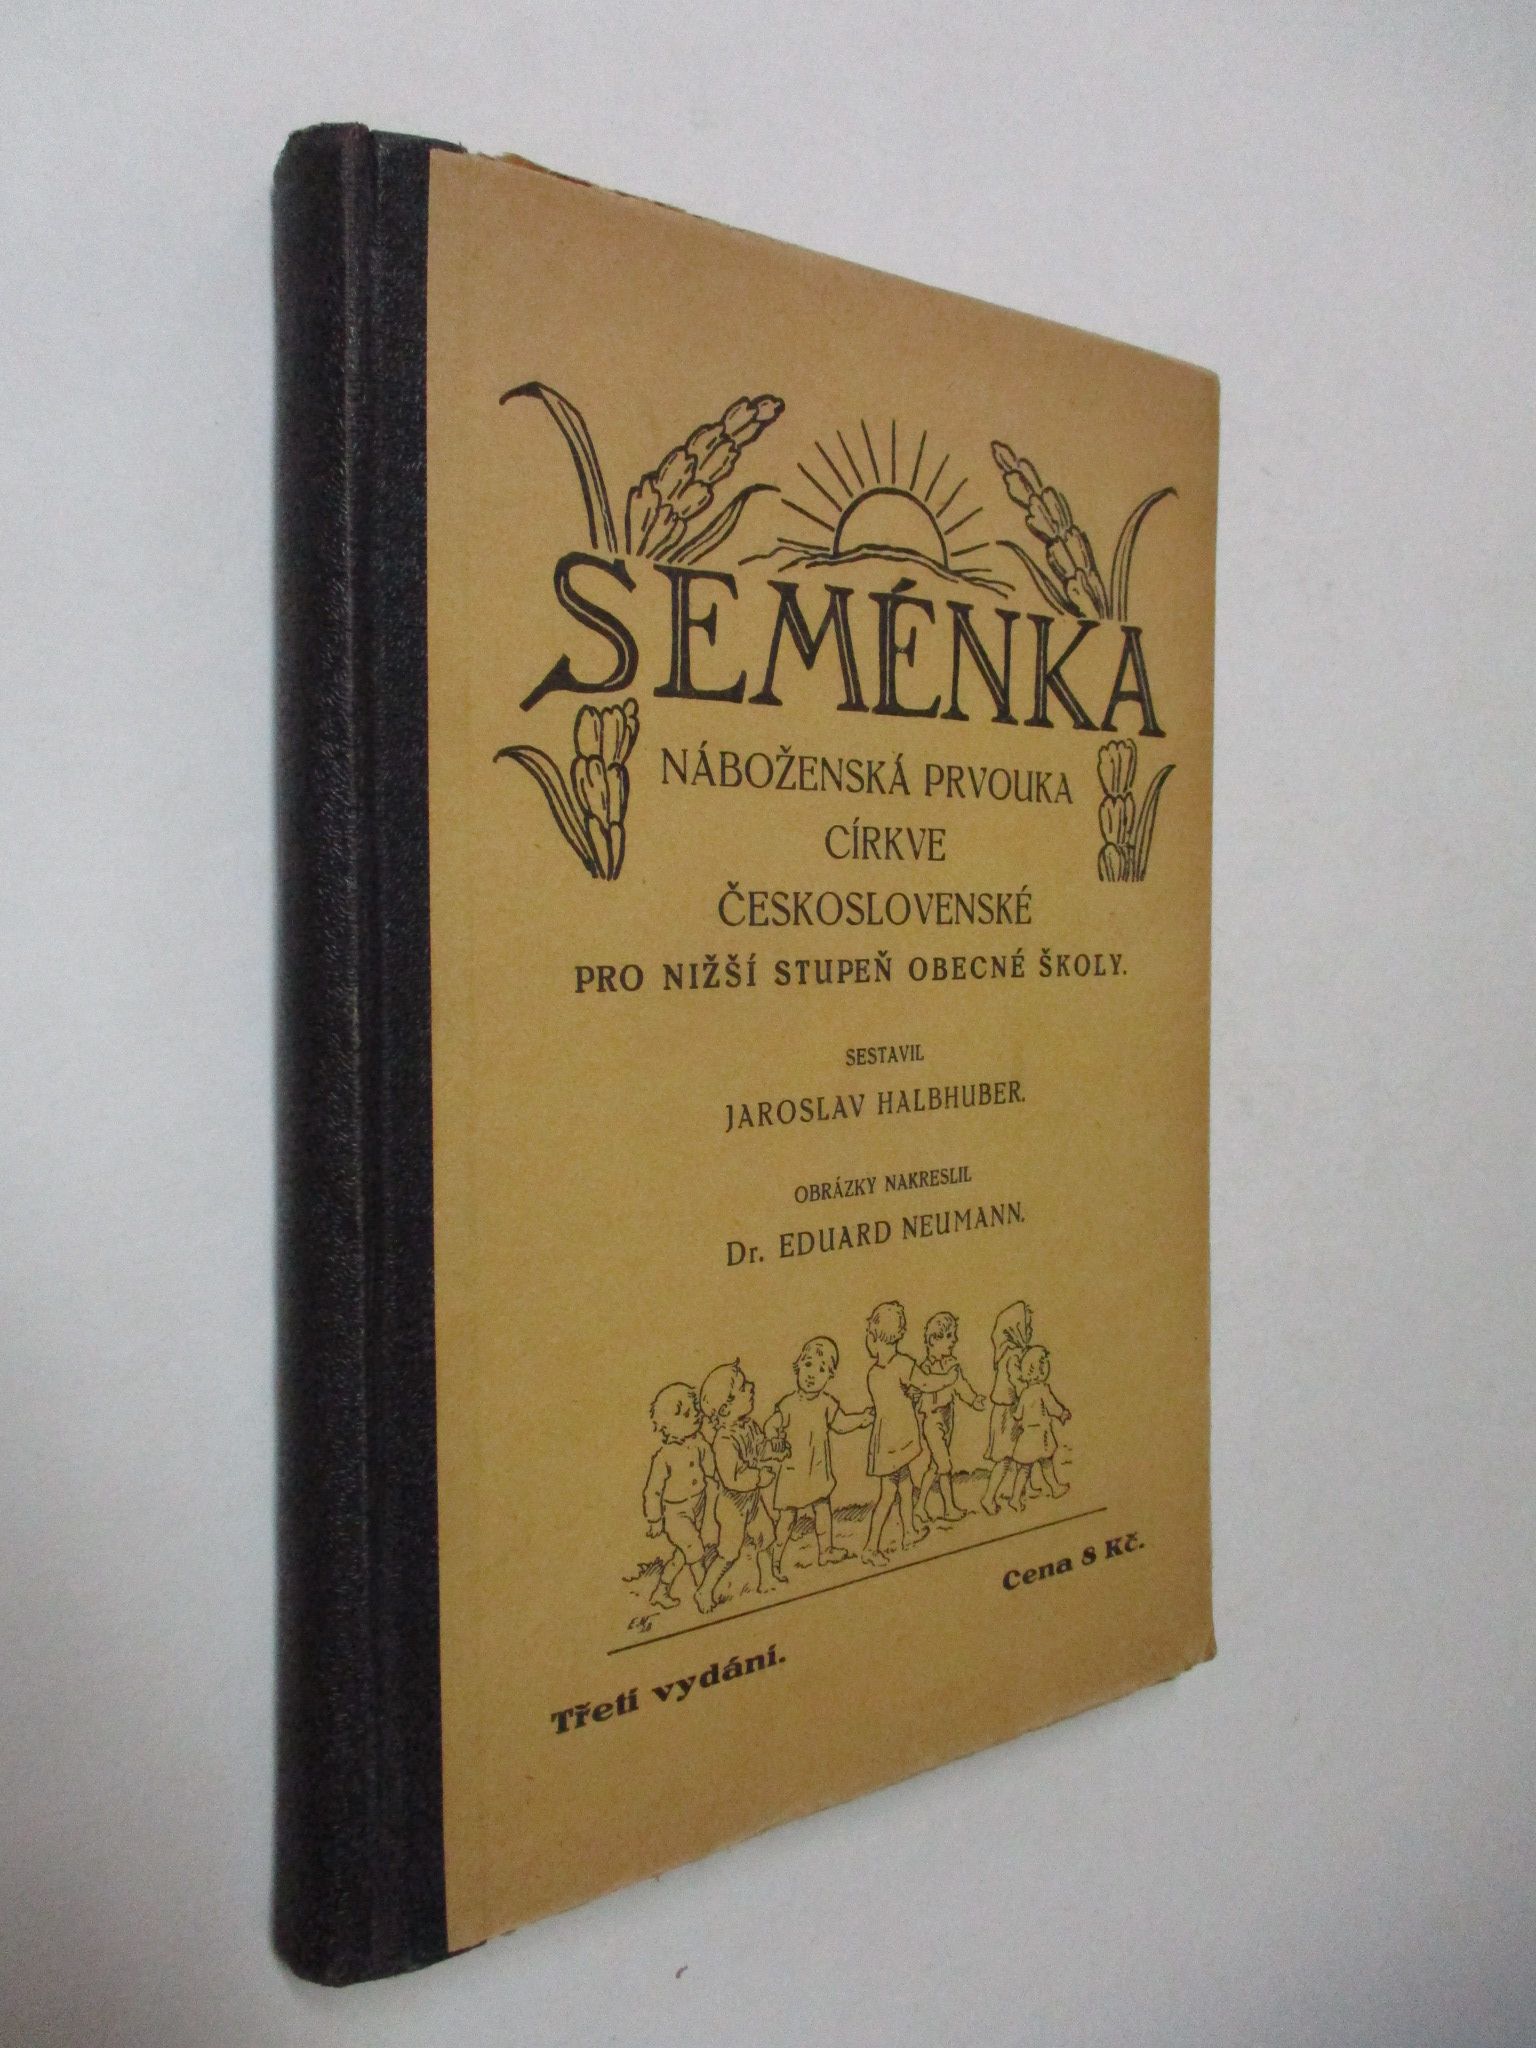 SEMÉNKA
NÁBOŽENSKÁ PRVOUKA
CÍRKVE
ČESKOSLOVENSKÉ
PRO NIŽŠÍ STUPEŇ OBECNÉ ŠKOLY.
SESTAVIL
JAROSLAV HALBHUBER.
OBRÁZKY NAKRESLIL
Dr. EDUARD NEUMANN.
Třetí vydání.
Cena 8 Kč.